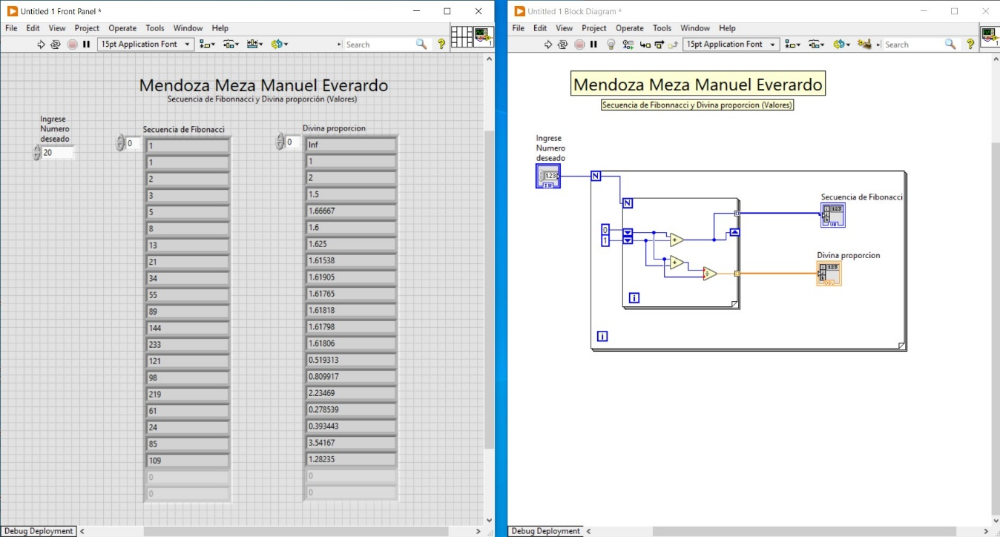 Untitled 1 Front Panel *
File Edit View Project Operate Tools Window Help
15pt Application Font
Search
?
1
Mendoza Meza Manuel Everardo
Secuencia de Fibonnacci y Divina proporción (Valores)
Ingrese
Numero
deseado
20
Secuencia de Fibonacci
0
1
1
2
3
5
8
13
21
34
55
89
144
233
121
98
219
61
24
85
109
0
0
Divina proporcion
0
Inf
1
2
1.5
1.66667
1.6
1.625
1.61538
1.61905
1.61765
1.61818
1.61798
1.61806
0.519313
0.809917
2.23469
0.278539
0.393443
3.54167
1.28235
0
0
Debug Deployment
Untitled 1 Block Diagram *
File Edit View Project Operate Tools Window Help
15pt Application Font
Search
?
1
Mendoza Meza Manuel Everardo
Secuencia de Fibonnacci y Divina proporcion (Valores)
Ingrese
Numero
deseado
123
N
N
Secuencia de Fibonacci
123
U8
0
1
+
+
÷
Divina proporcion
123
DBL
i
i
Debug Deployment